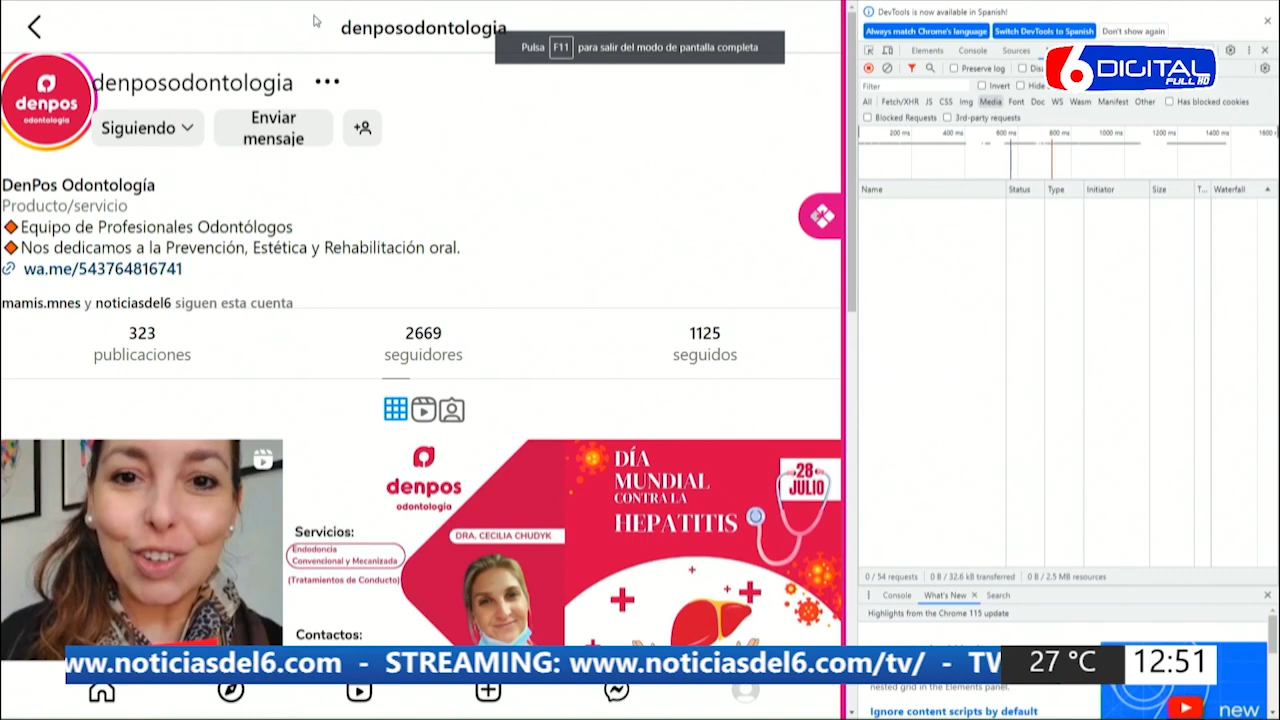 denposodontologia
Pulsa F11 para salir del modo de pantalla completa
denpos
odontologia
denposodontologia
Siguiendo
Enviar
mensaje
DenPos Odontología
Producto/servicio
Equipo de Profesionales Odontólogos
Nos dedicamos a la Prevención, Estética y Rehabilitación oral.
wa.me/543764816741
mamis.mnes y noticiasdel6 siguen esta cuenta
323
publicaciones
2669
seguidores
1125
seguidos
denpos
odontología
Servicios:
Endodoncia
Convencional y Mecanizada
(Tratamientos de Conducto)
DRA. CECILIA CHUDYK
Contactos:
DÍA
MUNDIAL
CONTRA LA
HEPATITIS
28
JULIO
DevTools is now available in Spanish!
Always match Chrome's language Switch DevTools to Spanish Don't show again
Elements Console Sources
6 DIGITAL
FULL HD
Preserve log
Filter Invert Hide
All Fetch/XHR JS CSS Img Media Font Doc WS Wasm Manifest Other Has blocked cookies
Blocked Requests 3rd-party requests
200 ms 400 ms 600 ms 800 ms 1000 ms 1200 ms 1400 ms 1600
Name Status Type Initiator Size T... Waterfall
0 / 54 requests 0 B / 32.6 kB transferred 0 B / 2.5 MB resources
Console What's New Search
Highlights from the Chrome 115 update
nested grid in the Elements panel.
Ignore content scripts by default
new
ww.noticiasdel6.com - STREAMING: www.noticiasdel6.com/tv/ - TW
27 °C
12:51